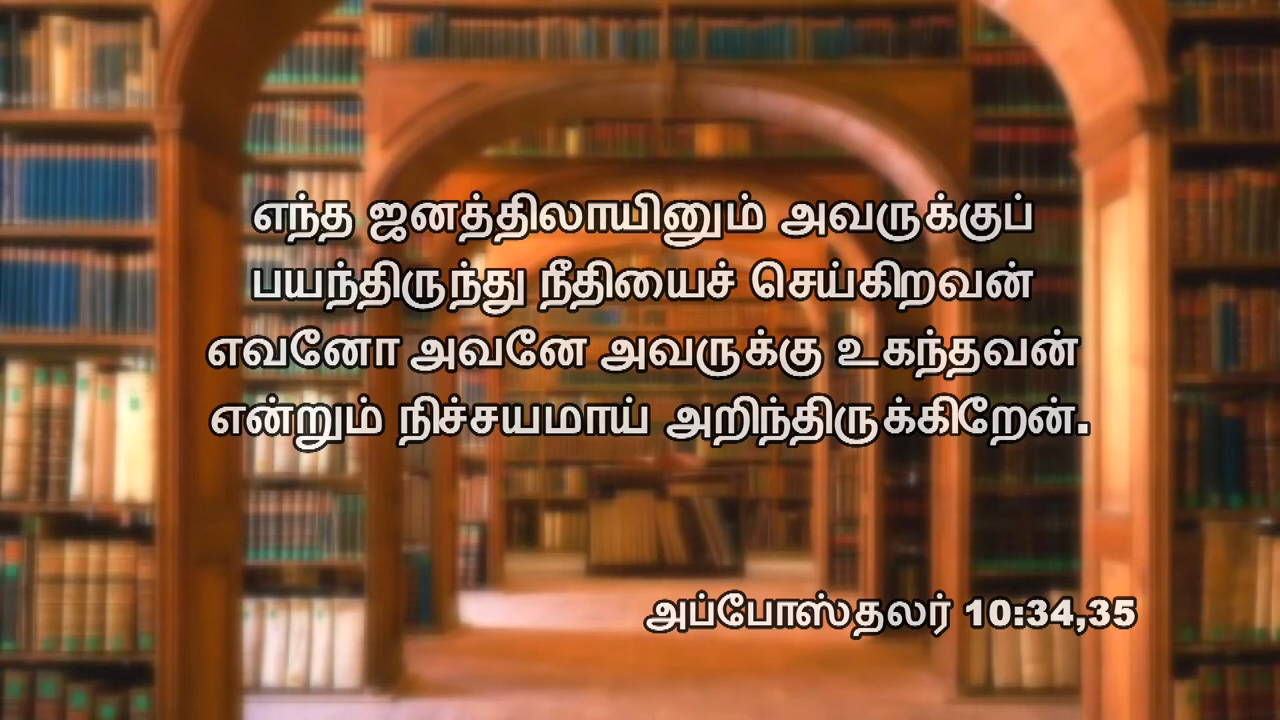 எந்த ஜனத்திலாயினும் அவருக்குப்
பயந்திருந்து நீதியைச் செய்கிறவன்
எவனோ அவனே அவருக்கு உகந்தவன்
என்றும் நிச்சயமாய் அறிந்திருக்கிறேன்.
அப்போஸ்தலர் 10:34,35